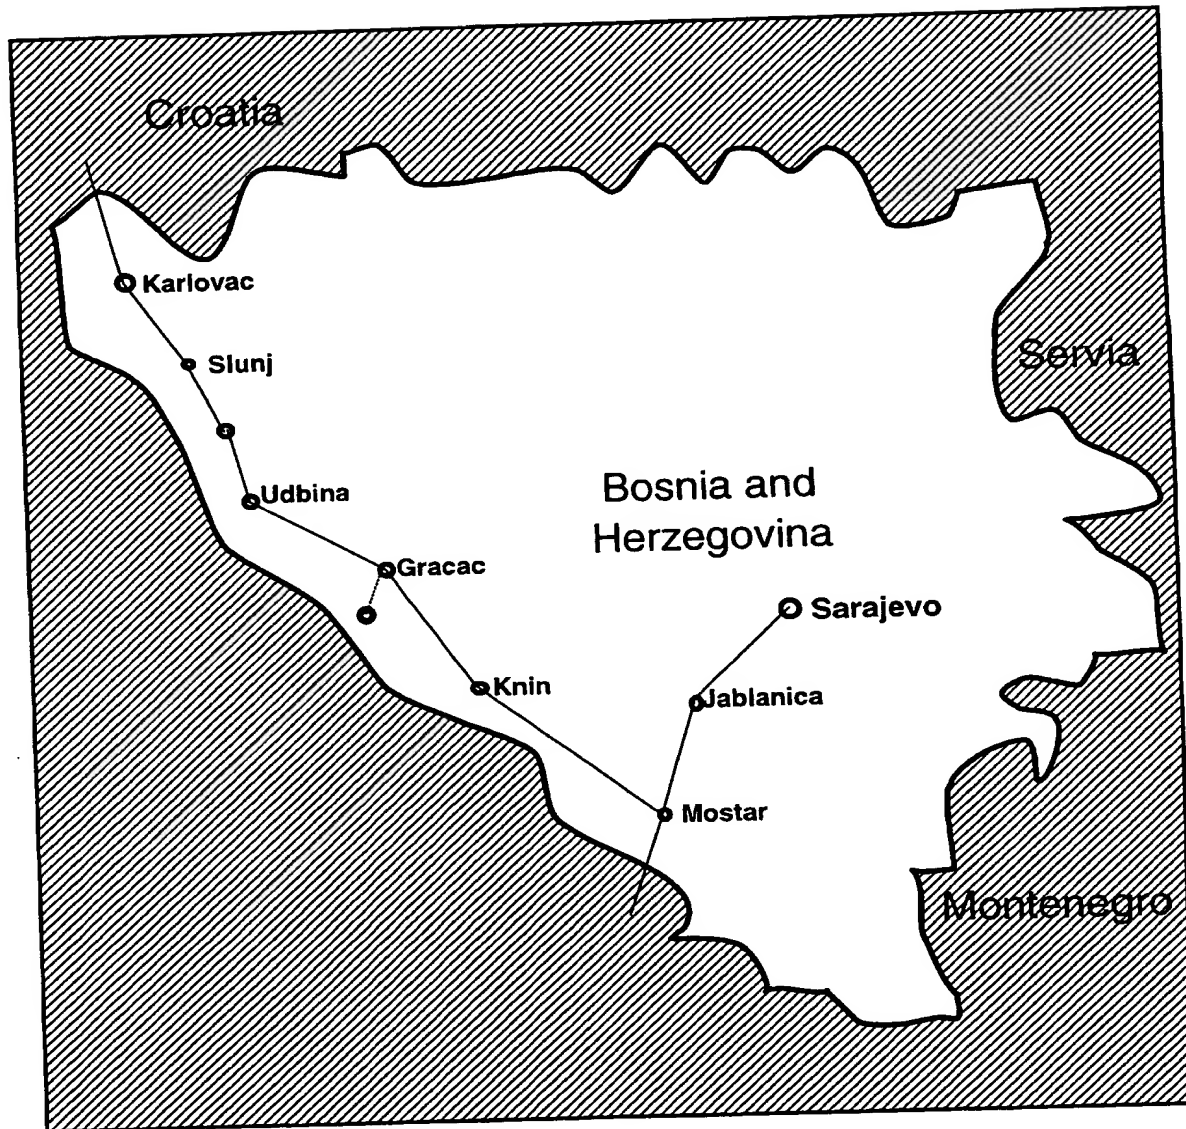 Croatia
Karlovac
Slunj
Servia
Udbina
Bosnia and
Herzegovina
Gracac
Sarajevo
Knin
Jablanica
Mostar
Montenegro